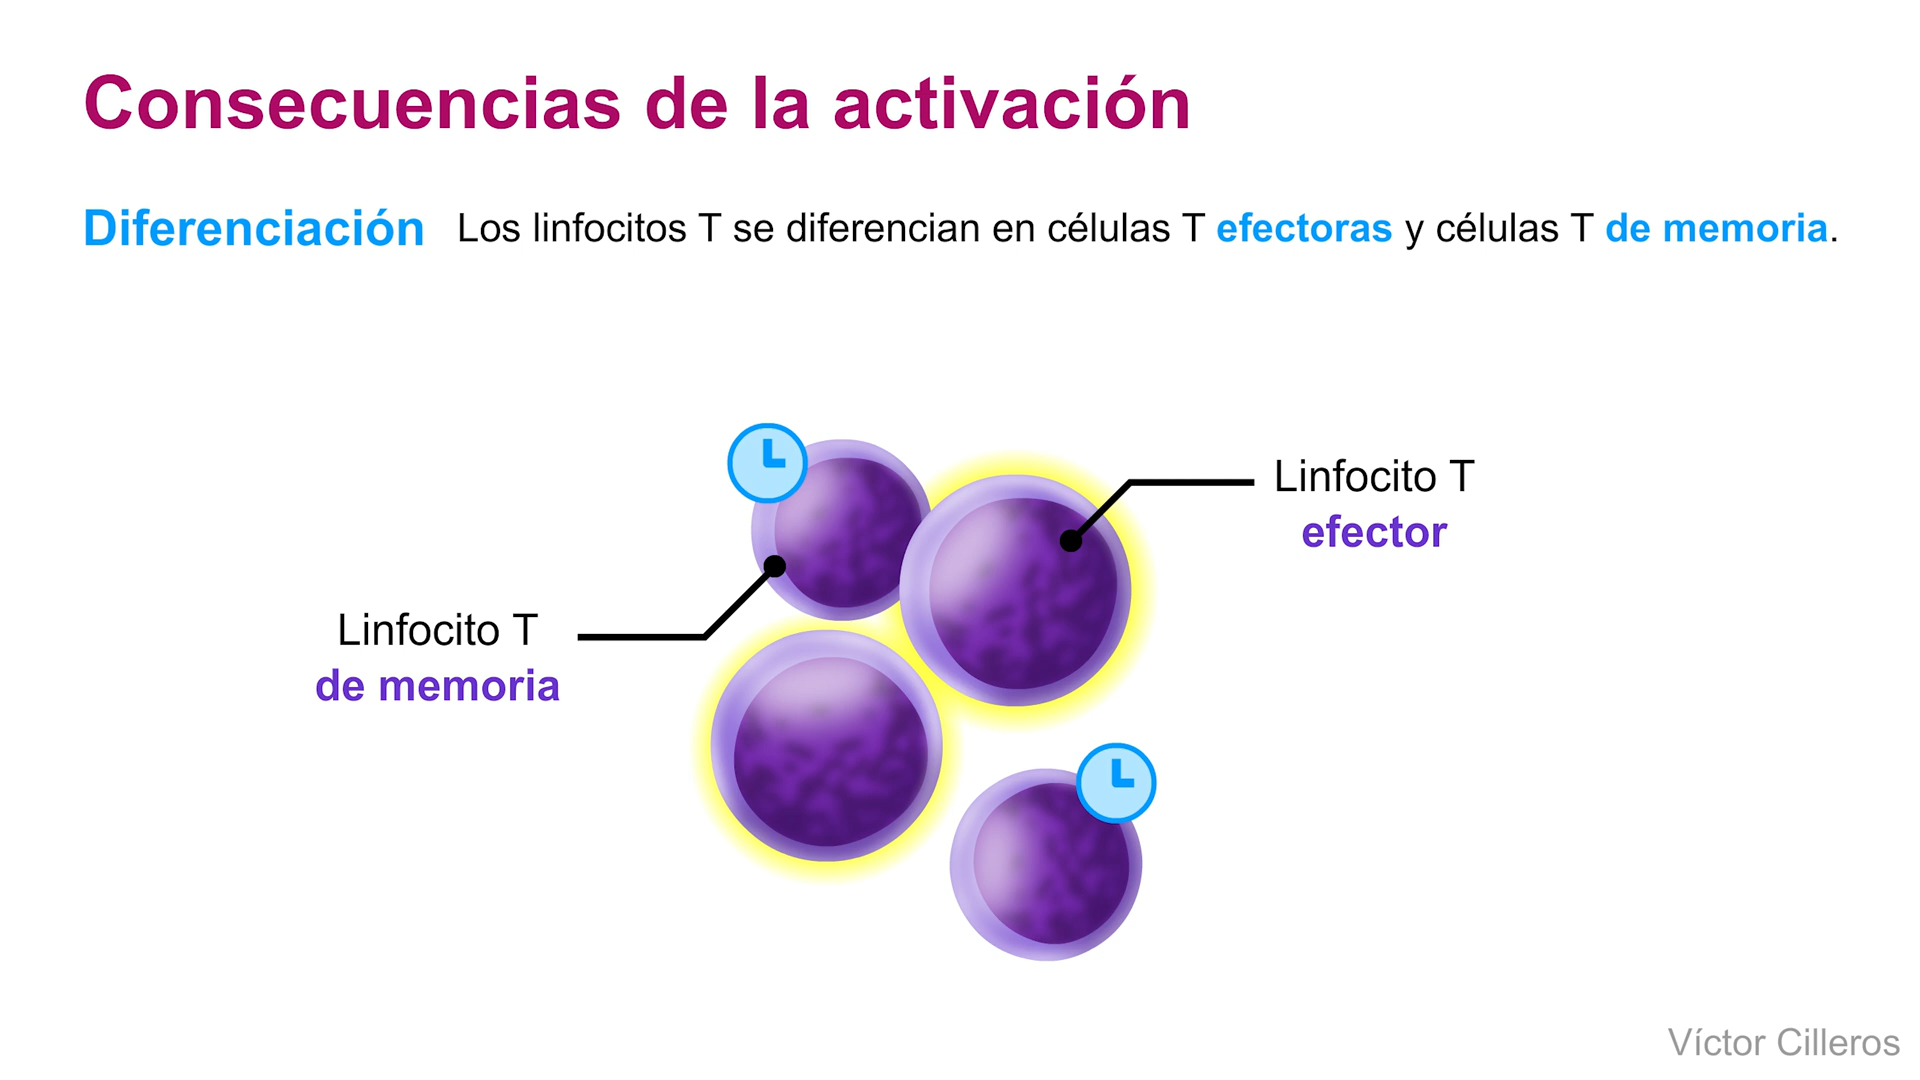 Consecuencias de la activación
Diferenciación Los linfocitos T se diferencian en células T efectoras y células T de memoria.
Linfocito T
efector
Linfocito T
de memoria
Víctor Cilleros